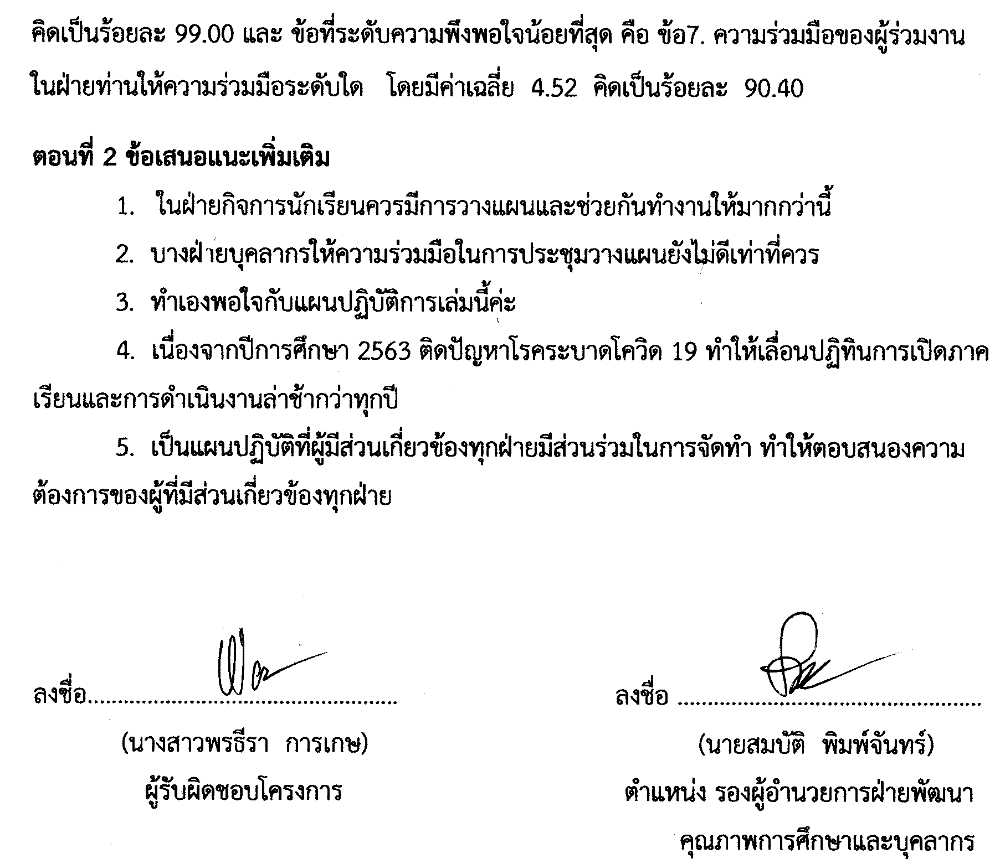 คิดเป็นร้อยละ 99.00 และ ข้อที่ระดับความพึงพอใจน้อยที่สุด คือ ข้อ7. ความร่วมมือของผู้ร่วมงาน
ในฝ่ายท่านให้ความร่วมมือระดับใด โดยมีค่าเฉลี่ย 4.52 คิดเป็นร้อยละ 90.40
ตอนที่ 2 ข้อเสนอแนะเพิ่มเติม
1. ในฝ่ายกิจการนักเรียนควรมีการวางแผนและช่วยกันทำงานให้มากกว่านี้
2. บางฝ่ายบุคลากรให้ความร่วมมือในการประชุมวางแผนยังไม่ดีเท่าที่ควร
3. ทำเองพอใจกับแผนปฏิบัติการเล่มนี้ค่ะ
4. เนื่องจากปีการศึกษา 2563 ติดปัญหาโรคระบาดโควิด 19 ทำให้เลื่อนปฏิทินการเปิดภาค
เรียนและการดำเนินงานล่าช้ากว่าทุกปี
5. เป็นแผนปฏิบัติที่ผู้มีส่วนเกี่ยวข้องทุกฝ่ายมีส่วนร่วมในการจัดทำ ทำให้ตอบสนองความ
ต้องการของผู้ที่มีส่วนเกี่ยวข้องทุกฝ่าย
ลงชื่อ.................................................... ลงชื่อ ...................................................
(นางสาวพรธีรา การเกษ) (นายสมบัติ พิมพ์จันทร์)
ผู้รับผิดชอบโครงการ ตำแหน่ง รองผู้อำนวยการฝ่ายพัฒนา
คุณภาพการศึกษาและบุคลากร